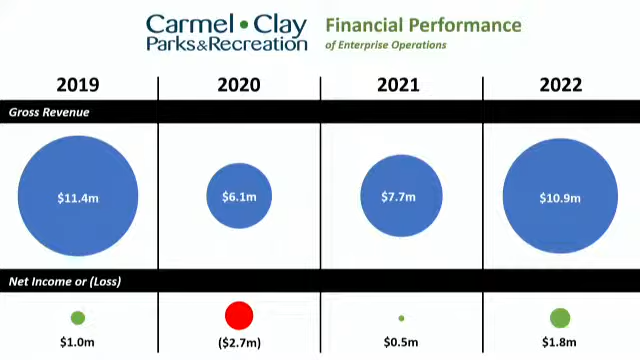 Carmel • Clay
Parks&Recreation
Financial Performance
of Enterprise Operations
2019 2020 2021 2022
Gross Revenue
$11.4m $6.1m $7.7m $10.9m
Net Income or (Loss)
$1.0m ($2.7m) $0.5m $1.8m